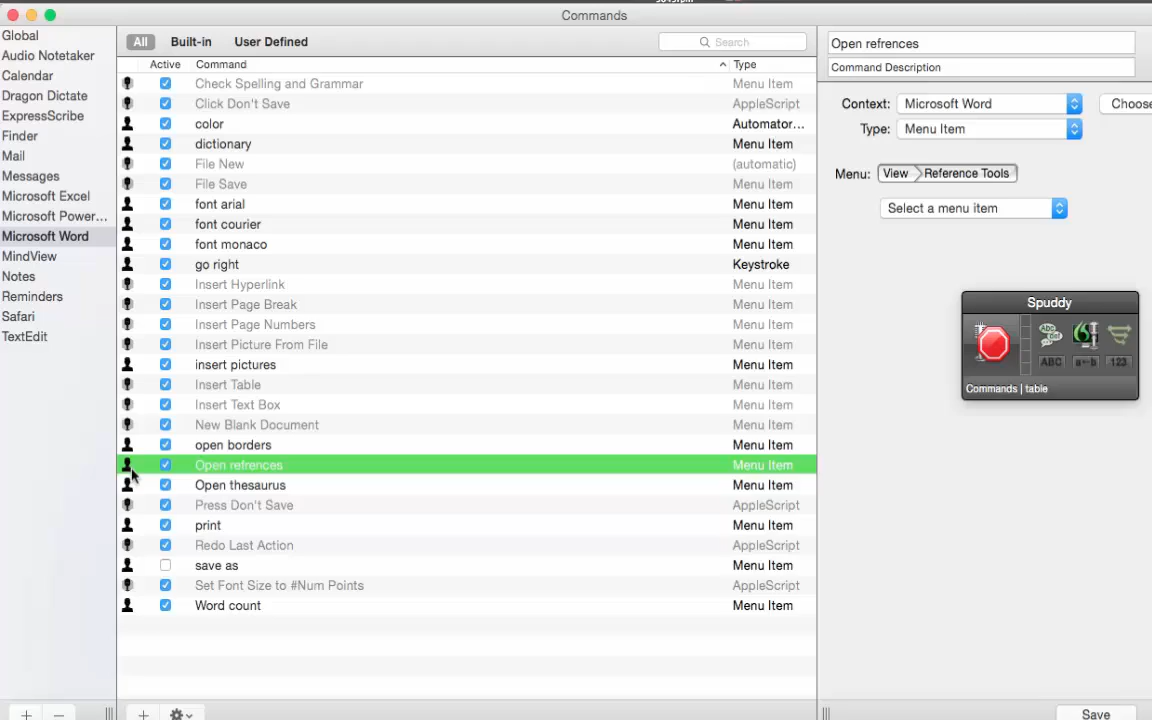 Commands
Global
Audio Notetaker
Calendar
Dragon Dictate
ExpressScribe
Finder
Mail
Messages
Microsoft Excel
Microsoft Power...
Microsoft Word
MindView
Notes
Reminders
Safari
TextEdit
All Built-in User Defined Search
Active Command Type
Check Spelling and Grammar Menu Item
Click Don't Save AppleScript
color Automator...
dictionary Menu Item
File New (automatic)
File Save Menu Item
font arial Menu Item
font courier Menu Item
font monaco Menu Item
go right Keystroke
Insert Hyperlink Menu Item
Insert Page Break Menu Item
Insert Page Numbers Menu Item
Insert Picture From File Menu Item
insert pictures Menu Item
Insert Table Menu Item
Insert Text Box Menu Item
New Blank Document Menu Item
open borders Menu Item
Open refrences Menu Item
Open thesaurus Menu Item
Press Don't Save AppleScript
print Menu Item
Redo Last Action AppleScript
save as Menu Item
Set Font Size to #Num Points AppleScript
Word count Menu Item
Open refrences
Command Description
Context: Microsoft Word Choose
Type: Menu Item
Menu: View Reference Tools
Select a menu item
Spuddy
ABC a←b 123
Commands | table
Save